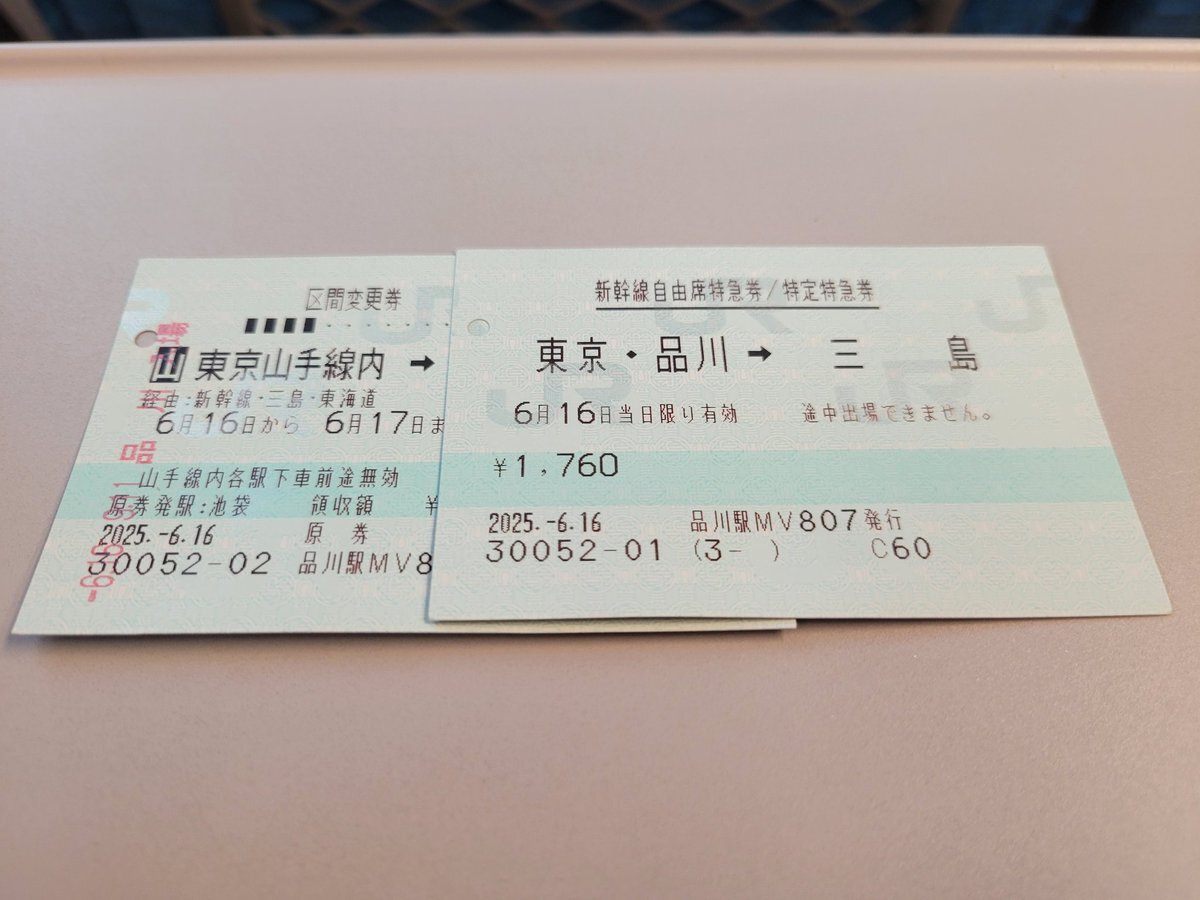 区間変更券
山 東京山手線内 →
経由:新幹線・三島・東海道
6月16日から 6月17日ま
山手線内各駅下車前途無効
原券発駅:池袋 領収額 ¥
2025.-6.16 原 券
30052-02 品川駅MV8
新幹線自由席特急券/特定特急券
東京・品川 → 三 島
6月16日当日限り有効 途中出場できません。
¥1,760
2025.-6.16 品川駅MV807発行
30052-01 (3- ) C60